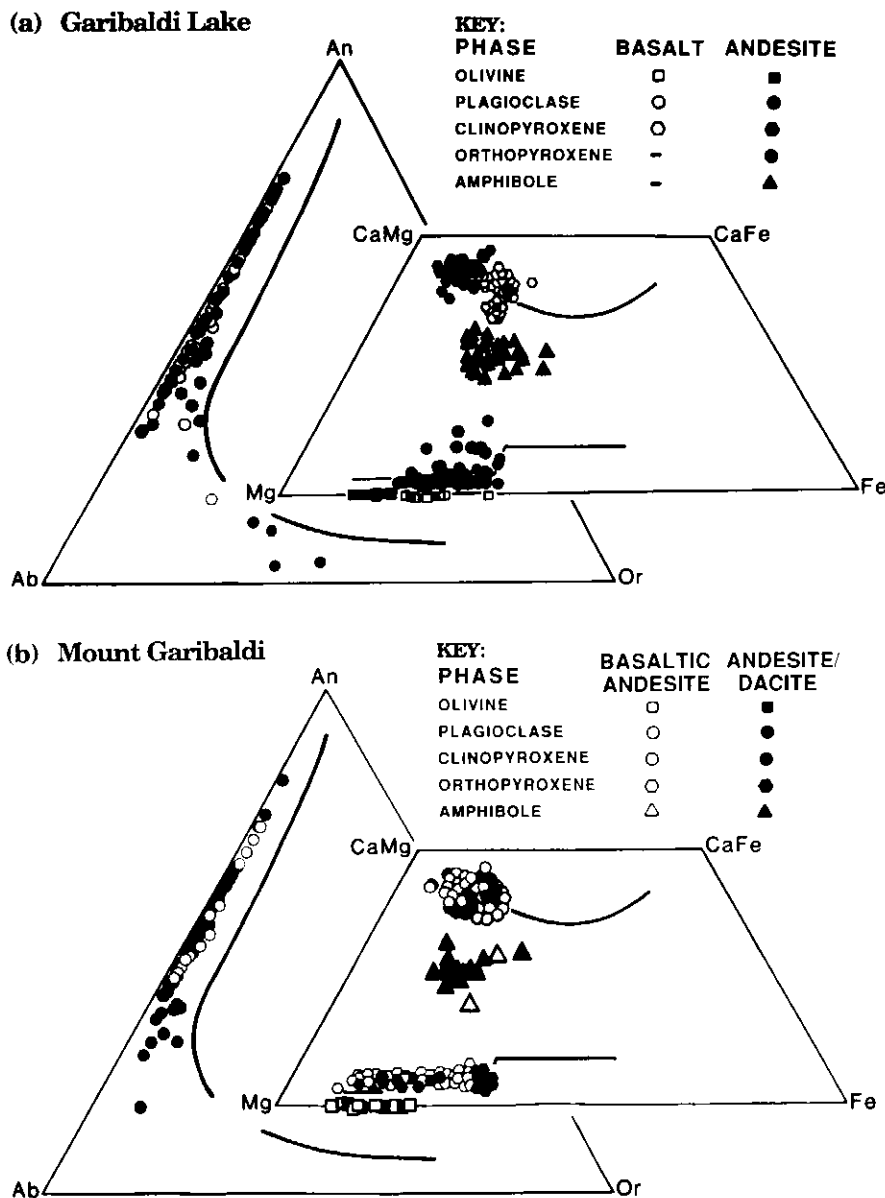 (a) Garibaldi Lake
KEY:
PHASE BASALT ANDESITE
OLIVINE
PLAGIOCLASE
CLINOPYROXENE
ORTHOPYROXENE - 
AMPHIBOLE -
An
CaMg
CaFe
Mg
Fe
Ab
Or
(b) Mount Garibaldi
KEY:
PHASE BASALTIC ANDESITE ANDESITE/ DACITE
OLIVINE
PLAGIOCLASE
CLINOPYROXENE
ORTHOPYROXENE
AMPHIBOLE
An
CaMg
CaFe
Mg
Fe
Ab
Or